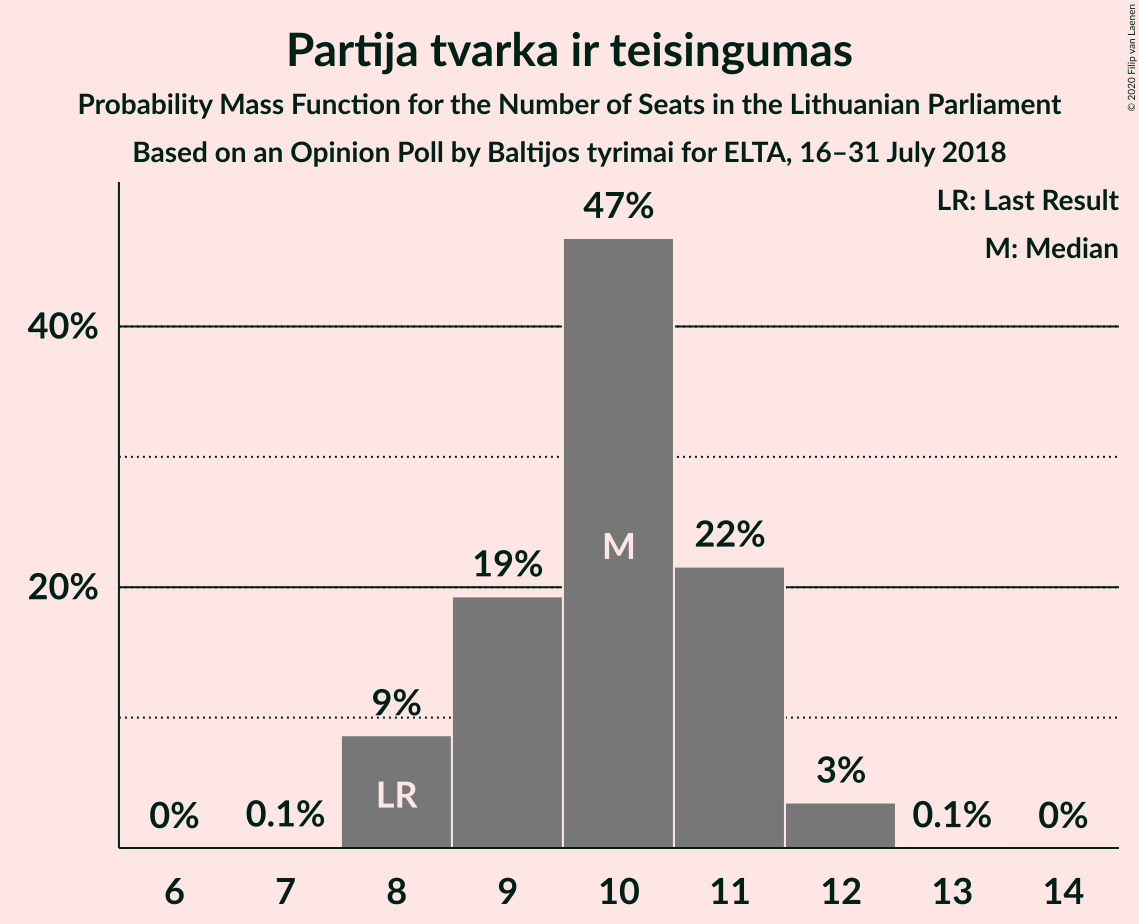 Partija tvarka ir teisingumas
Probability Mass Function for the Number of Seats in the Lithuanian Parliament
Based on an Opinion Poll by Baltijos tyrimai for ELTA, 16–31 July 2018
© 2020 Filip van Laenen
LR: Last Result
M: Median
47%
40%
M
22%
19%
20%
9%
LR
3%
0%
0.1%
0.1%
0%
6 7 8 9 10 11 12 13 14